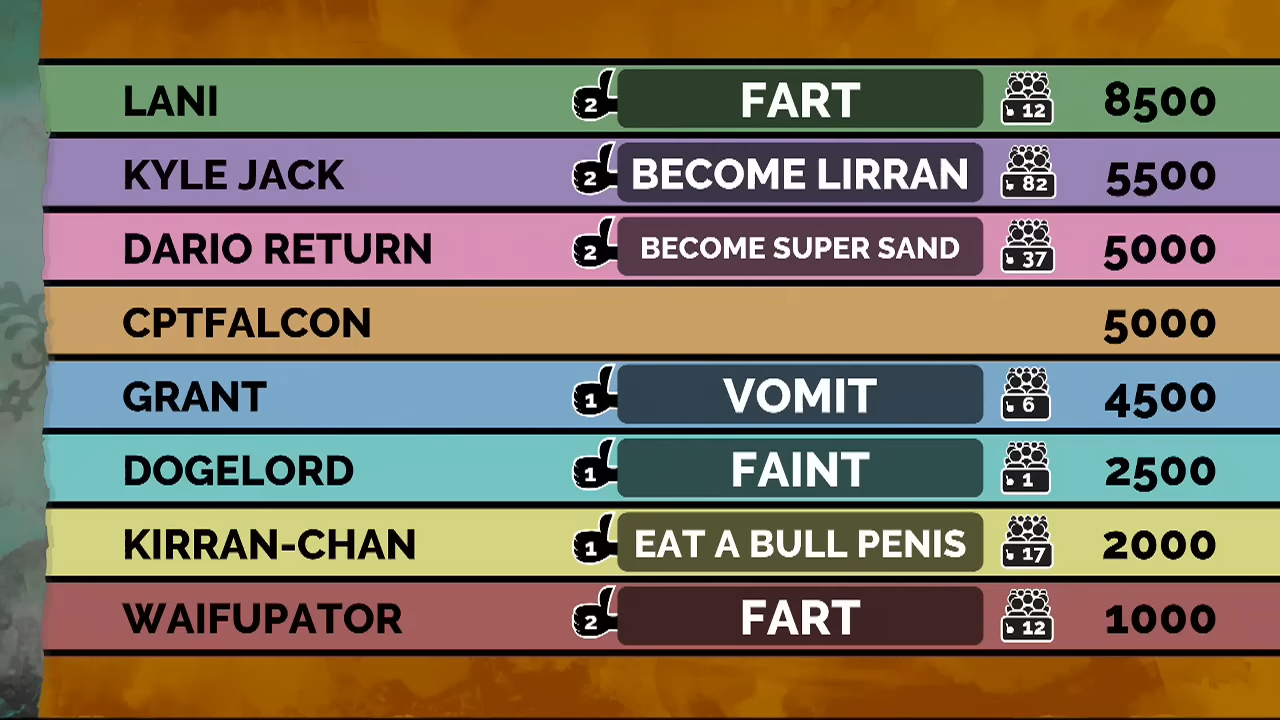 LANI 2 FART 12 8500
KYLE JACK 2 BECOME LIRRAN 82 5500
DARIO RETURN 2 BECOME SUPER SAND 37 5000
CPTFALCON 5000
GRANT 1 VOMIT 6 4500
DOGELORD 1 FAINT 1 2500
KIRRAN-CHAN 1 EAT A BULL PENIS 17 2000
WAIFUPATOR 2 FART 12 1000